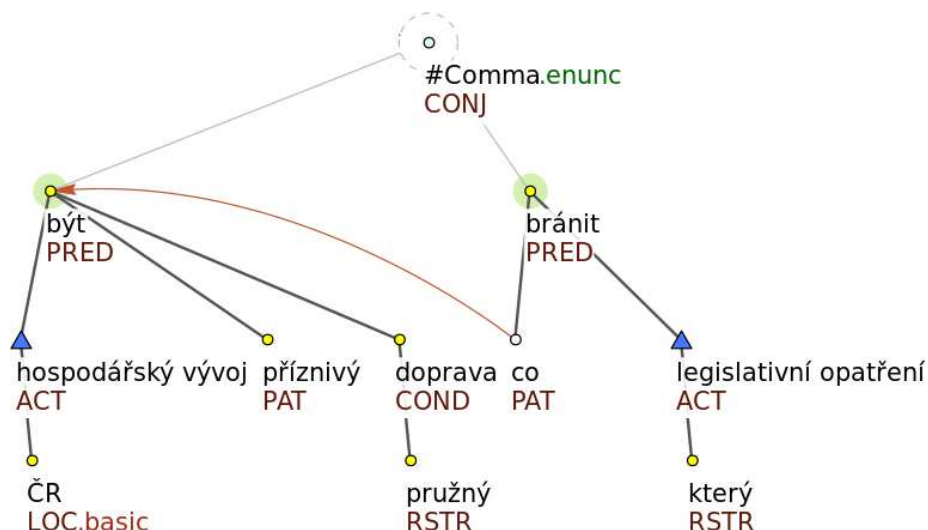 #Comma.enunc
CONJ
být
PRED
bránit
PRED
hospodářský vývoj
ACT
příznivý
PAT
doprava
COND
co
PAT
legislativní opatření
ACT
ČR
LOC.basic
pružný
RSTR
který
RSTR